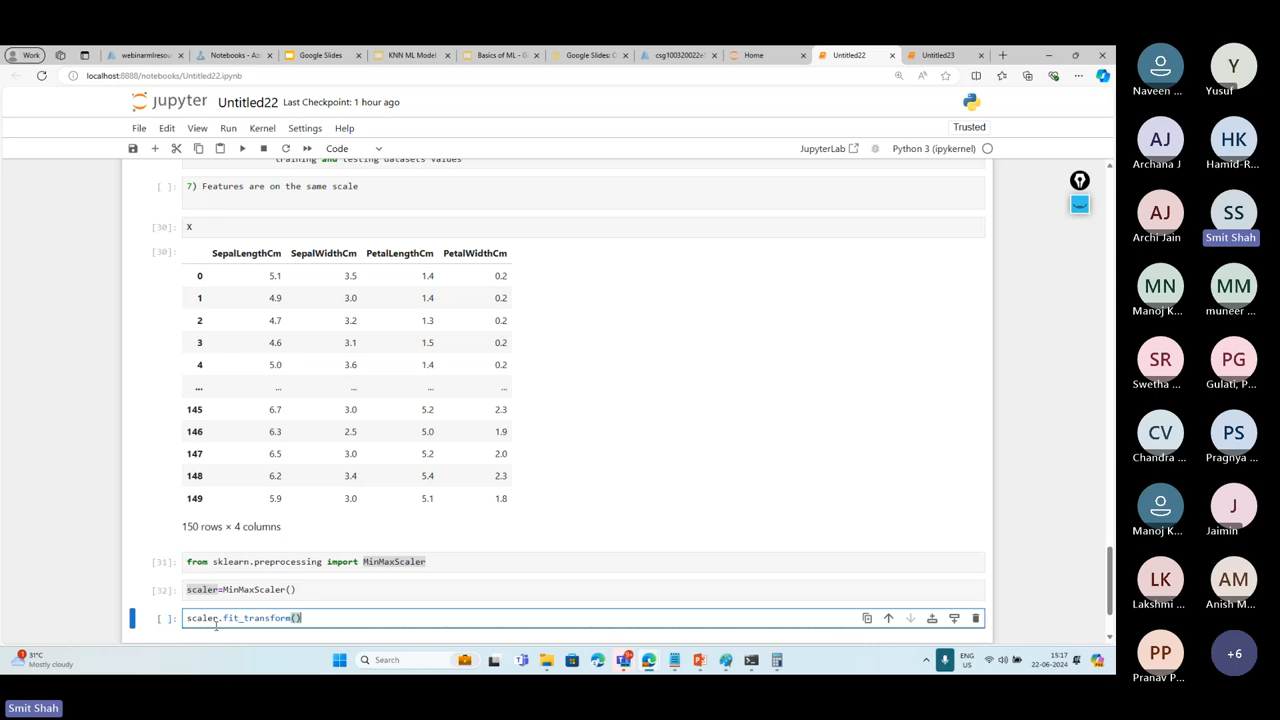 Work
webinarmlresou
Notebooks - Az
Google Slides
KNN ML Model
Basics of ML - G
Google Slides: O
csg100320022e
Home
Untitled22
Untitled23
localhost:8888/notebooks/Untitled22.ipynb
jupyter Untitled22 Last Checkpoint: 1 hour ago
File Edit View Run Kernel Settings Help
Trusted
Code
JupyterLab
Python 3 (ipykernel)
training and testing datasets values
[ ]: 7) Features are on the same scale
[30]: X
[30]: SepalLengthCm SepalWidthCm PetalLengthCm PetalWidthCm
0 5.1 3.5 1.4 0.2
1 4.9 3.0 1.4 0.2
2 4.7 3.2 1.3 0.2
3 4.6 3.1 1.5 0.2
4 5.0 3.6 1.4 0.2
... ... ... ... ...
145 6.7 3.0 5.2 2.3
146 6.3 2.5 5.0 1.9
147 6.5 3.0 5.2 2.0
148 6.2 3.4 5.4 2.3
149 5.9 3.0 5.1 1.8
150 rows × 4 columns
[31]: from sklearn.preprocessing import MinMaxScaler
[32]: scaler=MinMaxScaler()
[ ]: scaler.fit_transform()
31°C
Mostly cloudy
Search
ENG
US
15:17
22-06-2024
Naveen ...
Y
Yusuf
AJ
Archana J
HK
Hamid-R...
AJ
Archi Jain
SS
Smit Shah
MN
Manoj K...
MM
muneer ...
SR
Swetha ...
PG
Gulati, P...
CV
Chandra ...
PS
Pragnya ...
Manoj K...
J
Jaimin
LK
Lakshmi ...
AM
Anish M...
PP
Pranav P...
+6
Smit Shah